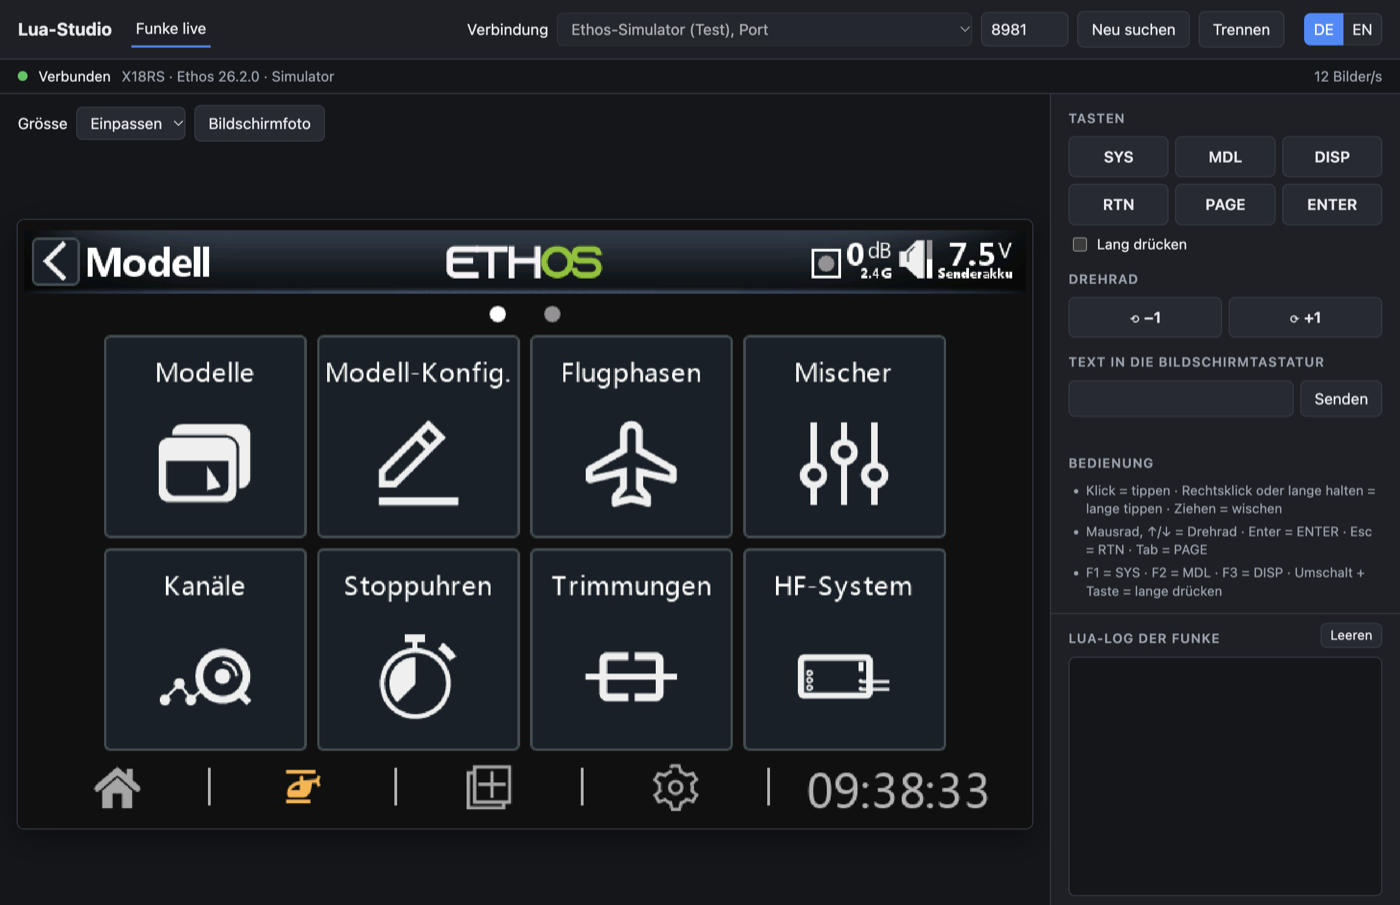 Lua-Studio
Funke live
Verbindung
Ethos-Simulator (Test), Port
8981
Neu suchen
Trennen
DE
EN
Verbunden
X18RS · Ethos 26.2.0 · Simulator
12 Bilder/s
Grösse
Einpassen
Bildschirmfoto
Modell
ETHOS
0 dB
2.4G
7.5V
Senderakku
Modelle
Modell-Konfig.
Flugphasen
Mischer
Kanäle
Stoppuhren
Trimmungen
HF-System
09:38:33
TASTEN
SYS
MDL
DISP
RTN
PAGE
ENTER
Lang drücken
DREHRAD
⟲ −1
⟳ +1
TEXT IN DIE BILDSCHIRMTASTATUR
Senden
BEDIENUNG
• Klick = tippen · Rechtsklick oder lange halten =
lange tippen · Ziehen = wischen
• Mausrad, ↑/↓ = Drehrad · Enter = ENTER · Esc
= RTN · Tab = PAGE
• F1 = SYS · F2 = MDL · F3 = DISP · Umschalt +
Taste = lange drücken
LUA-LOG DER FUNKE
Leeren